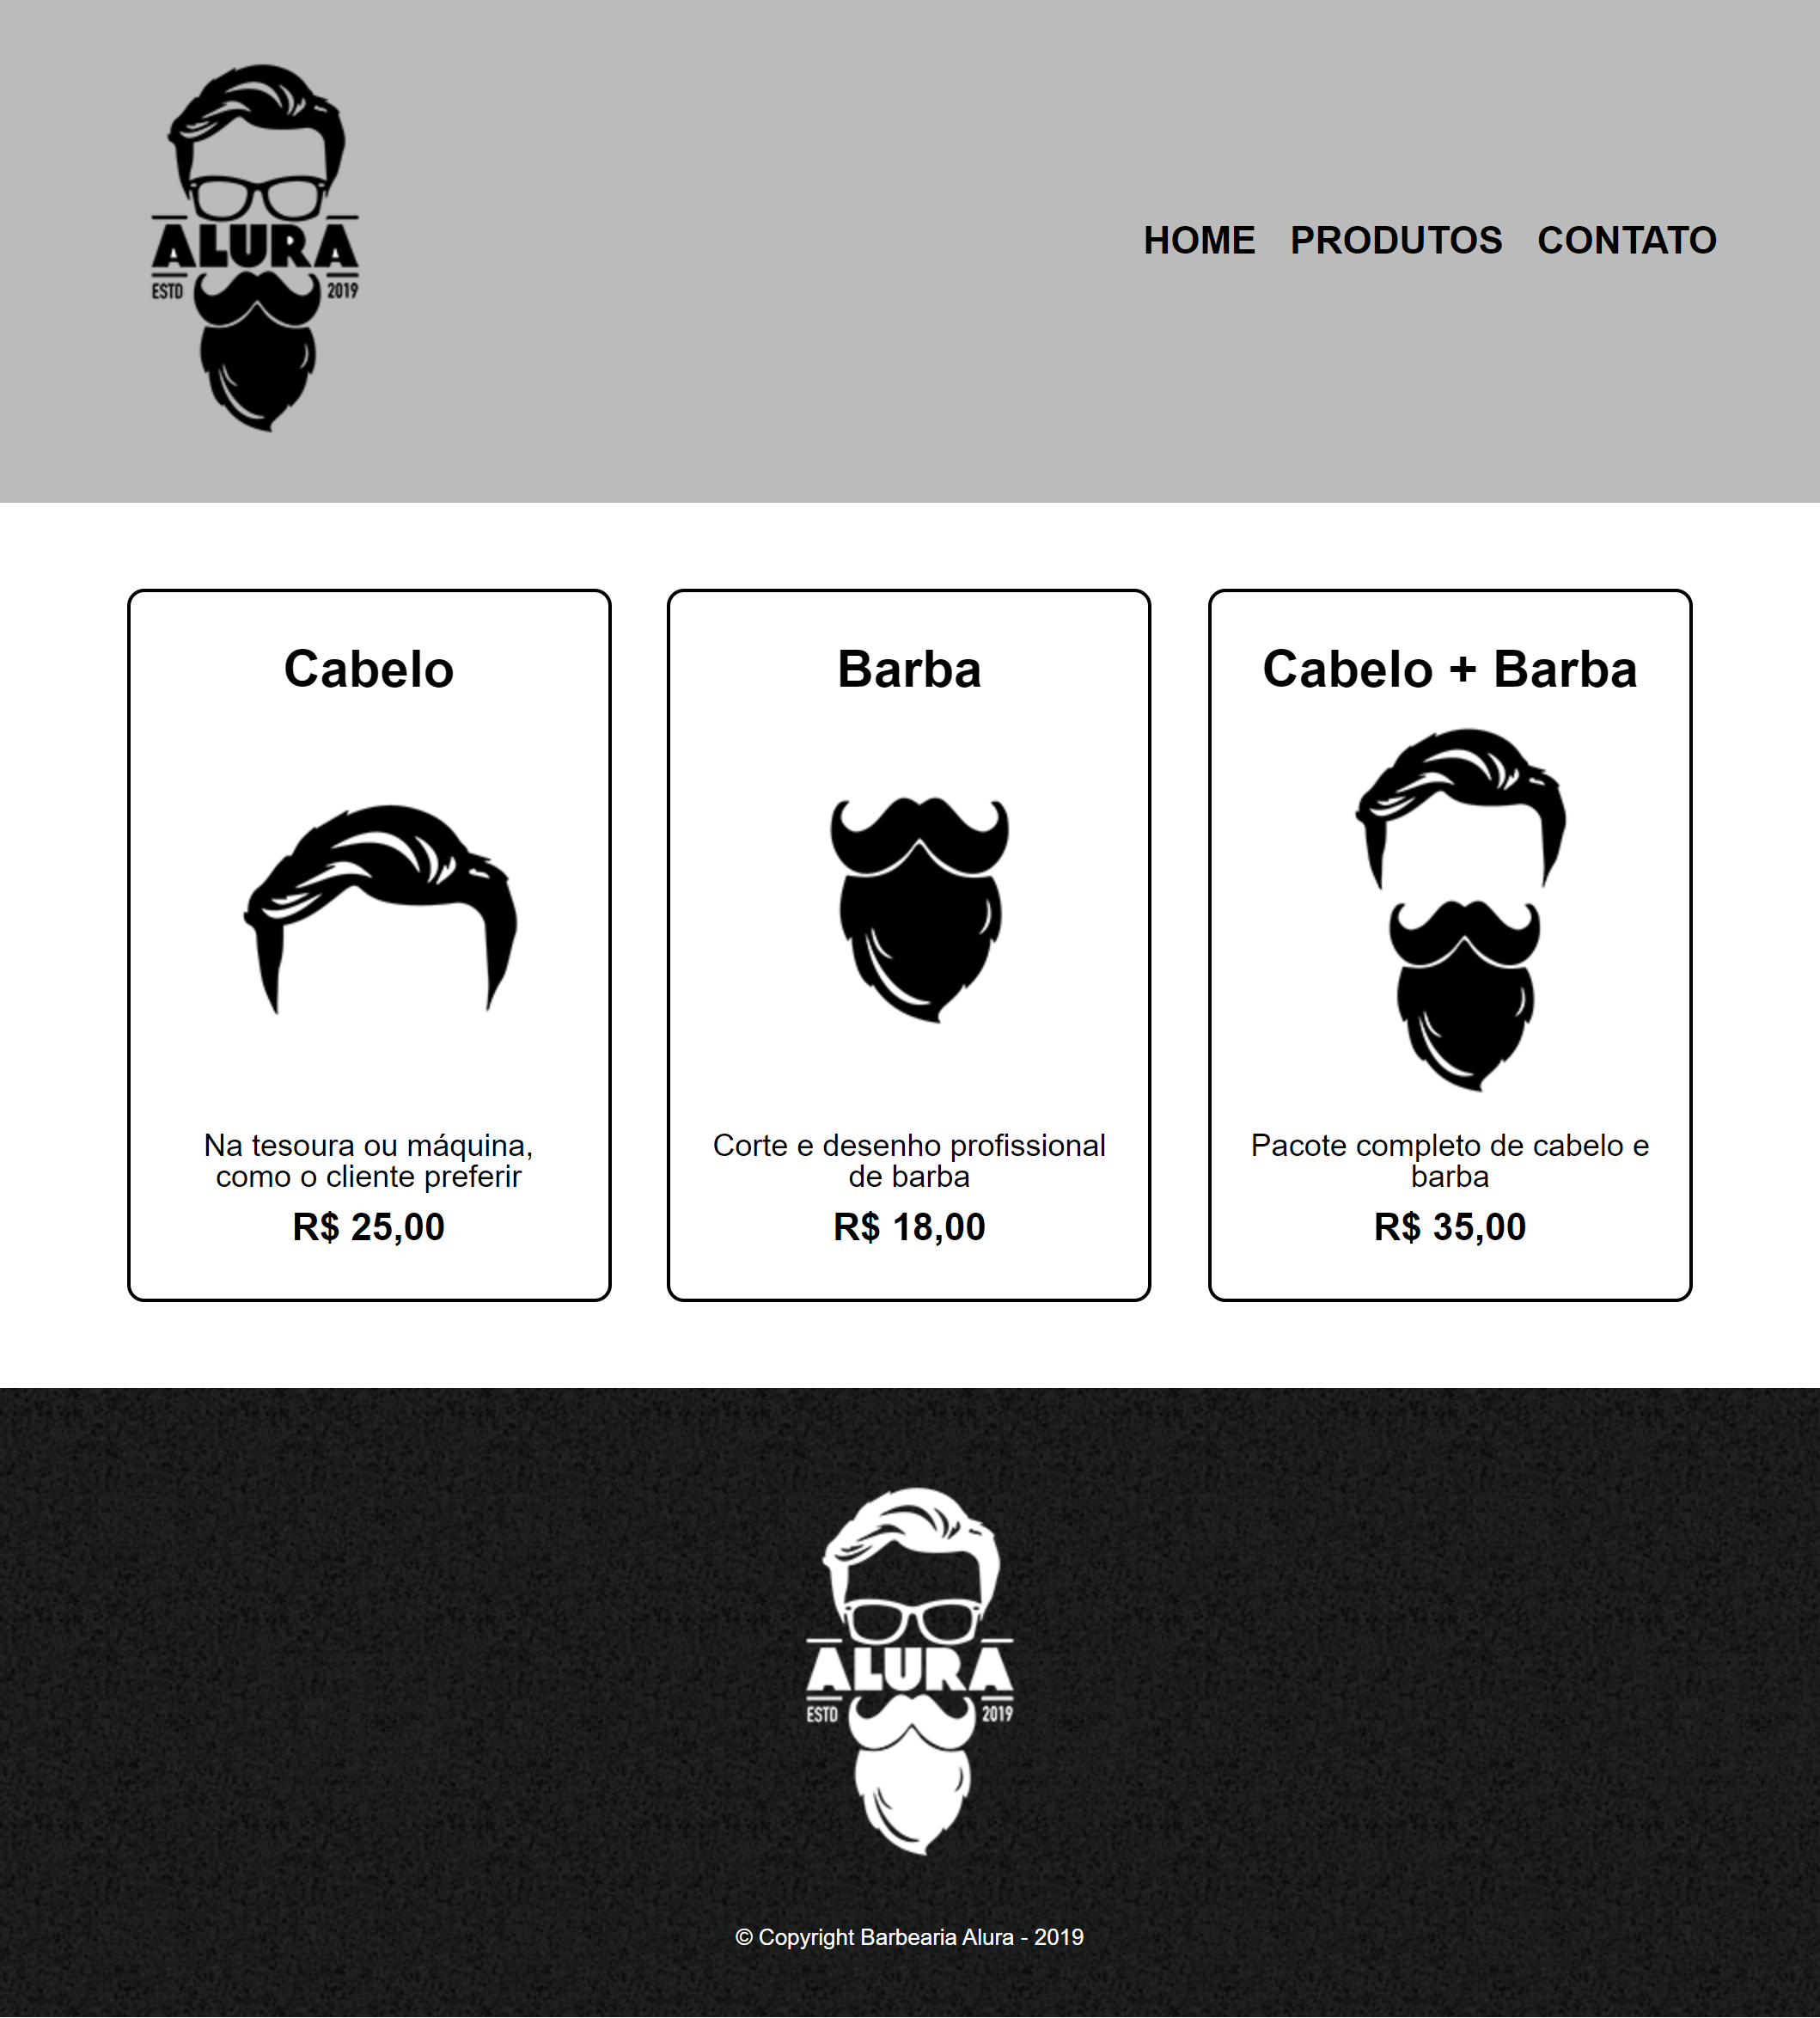 ALURA
ESTD 2019
HOME PRODUTOS CONTATO
Cabelo
Na tesoura ou máquina,
como o cliente preferir
R$ 25,00
Barba
Corte e desenho profissional
de barba
R$ 18,00
Cabelo + Barba
Pacote completo de cabelo e
barba
R$ 35,00
ALURA
ESTD 2019
© Copyright Barbearia Alura - 2019